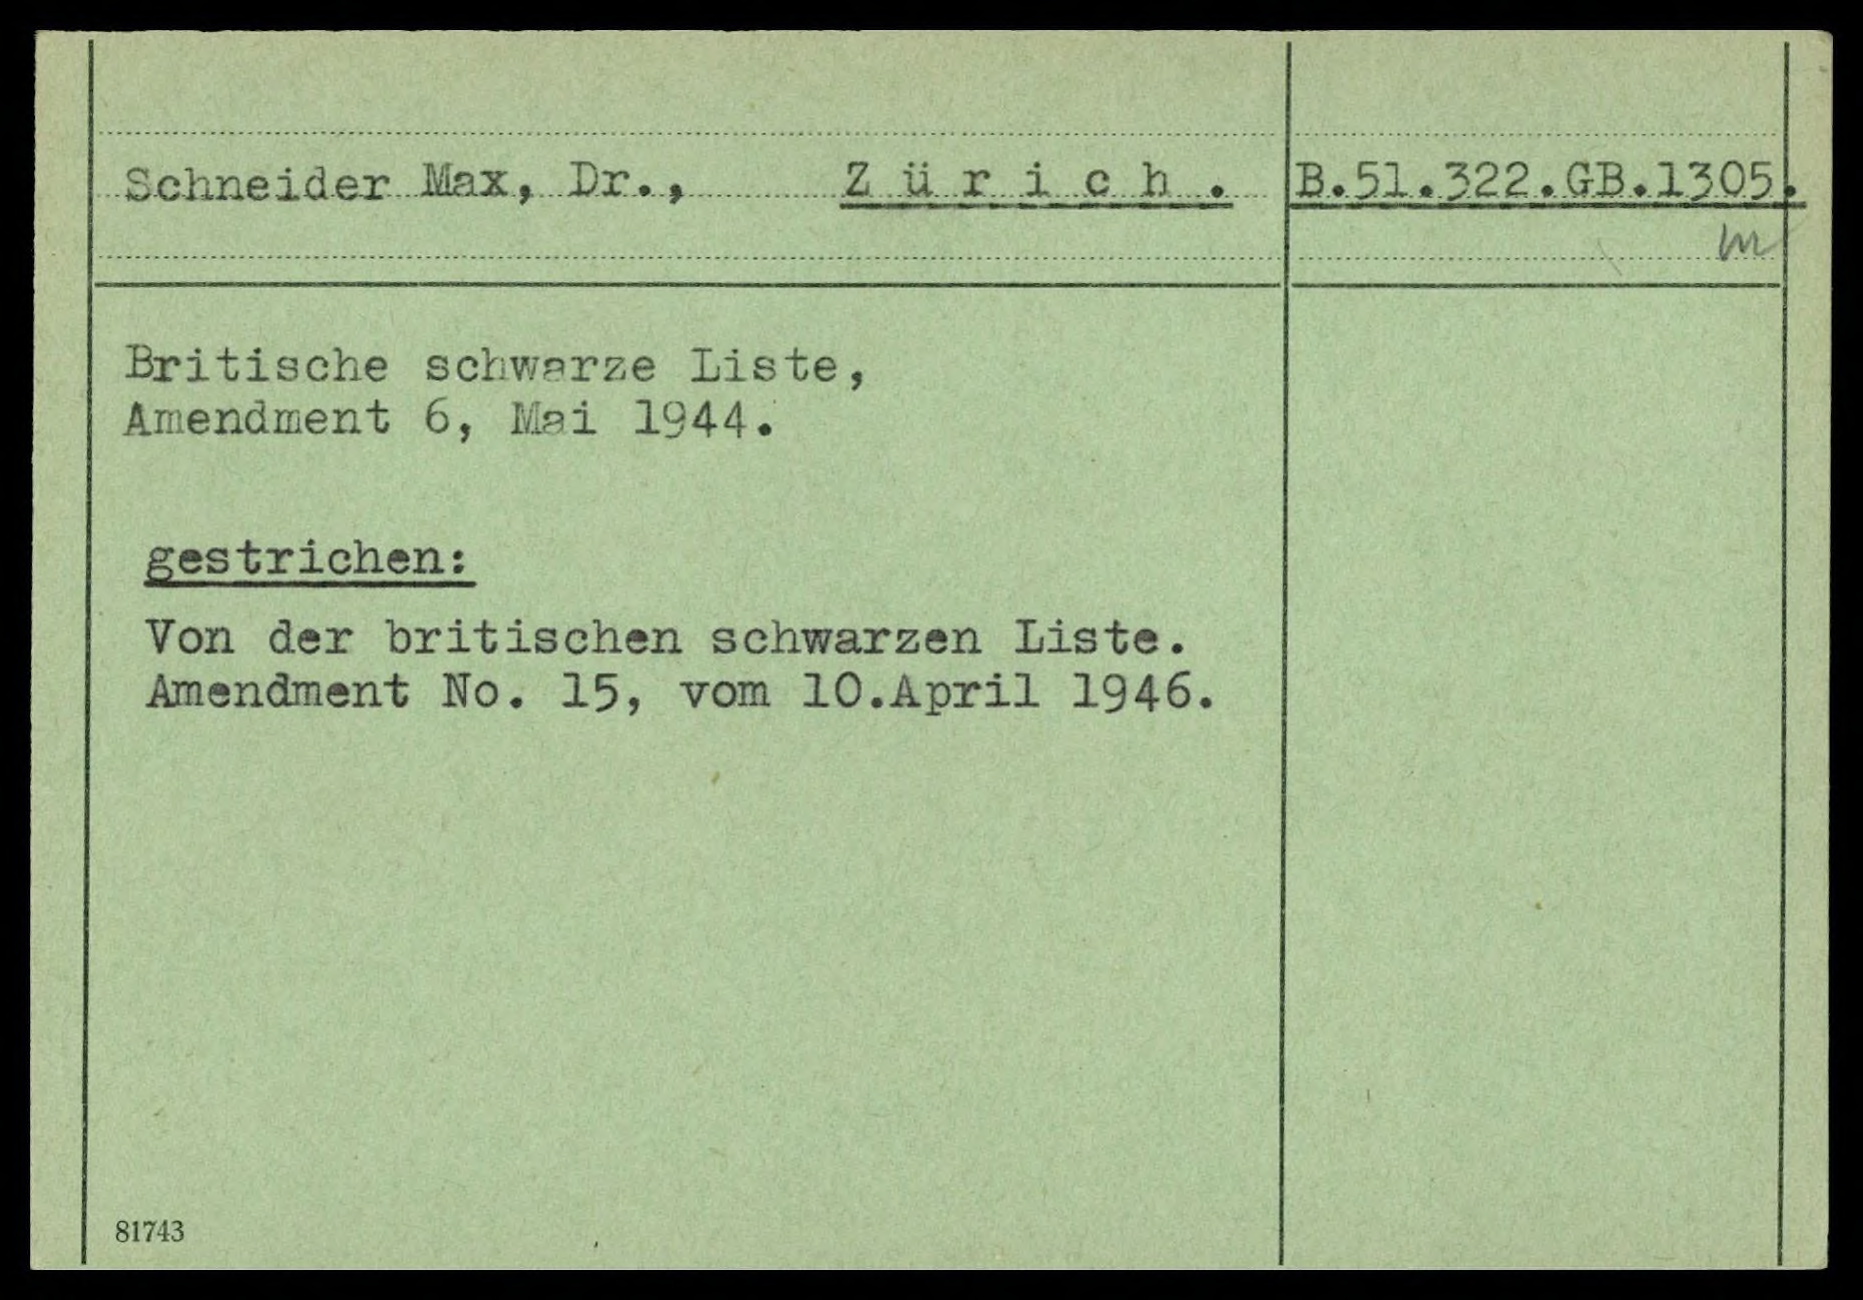 Schneider Max, Dr., Z ü r i c h . B.51.322.GB.1305.
Britische schwarze Liste,
Amendment 6, Mai 1944.
gestrichen:
Von der britischen schwarzen Liste.
Amendment No. 15, vom 10.April 1946.
81743